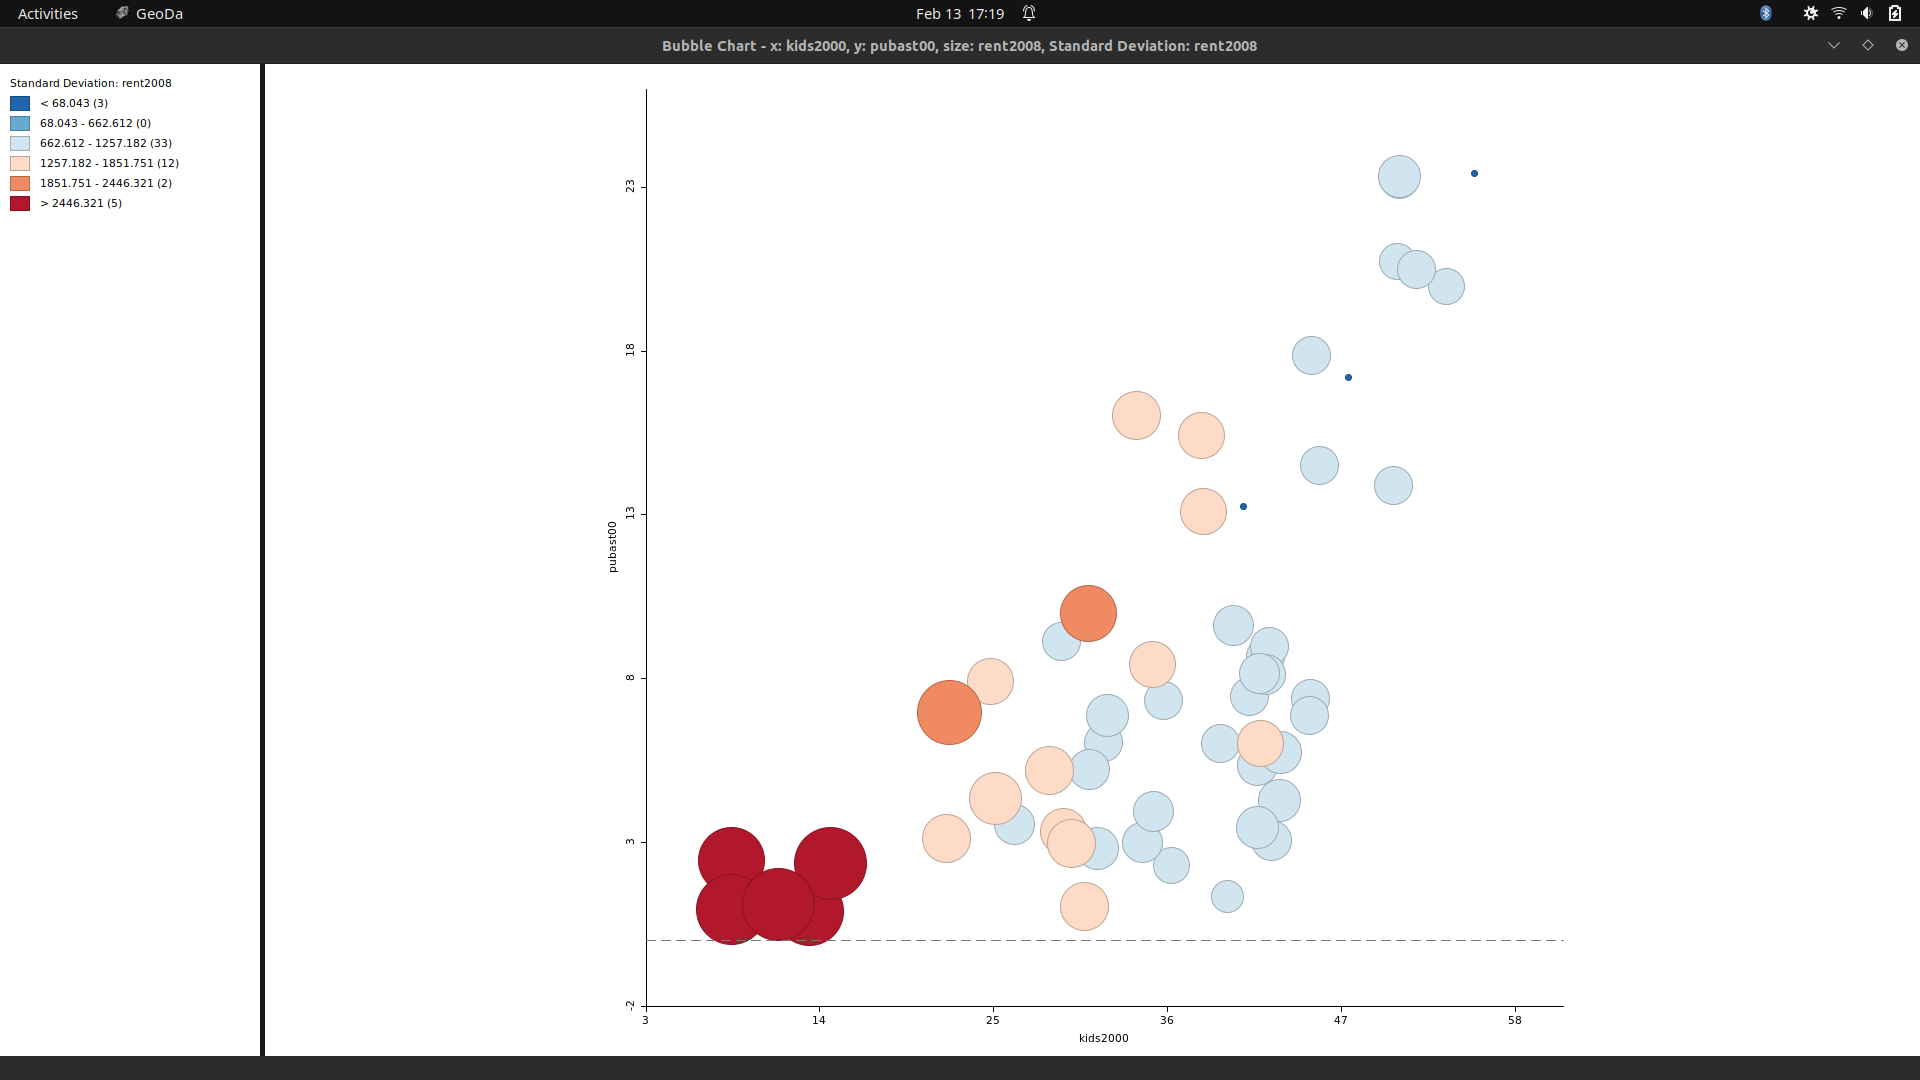 Activities
GeoDa
Feb 13 17:19
Bubble Chart - x: kids2000, y: pubast00, size: rent2008, Standard Deviation: rent2008
Standard Deviation: rent2008
< 68.043 (3)
68.043 - 662.612 (0)
662.612 - 1257.182 (33)
1257.182 - 1851.751 (12)
1851.751 - 2446.321 (2)
> 2446.321 (5)
23
18
13
8
3
-2
pubast00
3
14
25
36
47
58
kids2000